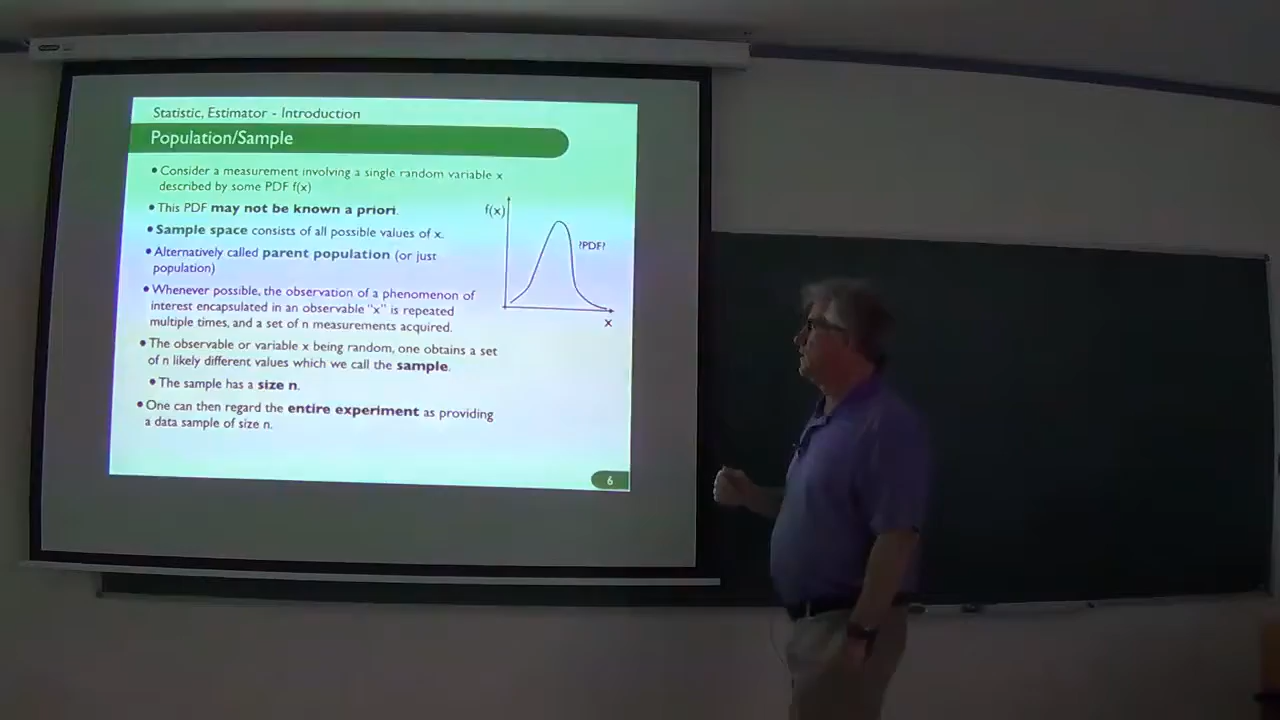 Statistic, Estimator - Introduction
Population/Sample
• Consider a measurement involving a single random variable x
described by some PDF f(x)
• This PDF may not be known a priori.
• Sample space consists of all possible values of x.
• Alternatively called parent population (or just
population)
• Whenever possible, the observation of a phenomenon of
interest encapsulated in an observable "x" is repeated
multiple times, and a set of n measurements acquired.
• The observable or variable x being random, one obtains a set
of n likely different values which we call the sample.
• The sample has a size n.
• One can then regard the entire experiment as providing
a data sample of size n.
f(x)
?PDF?
x
6